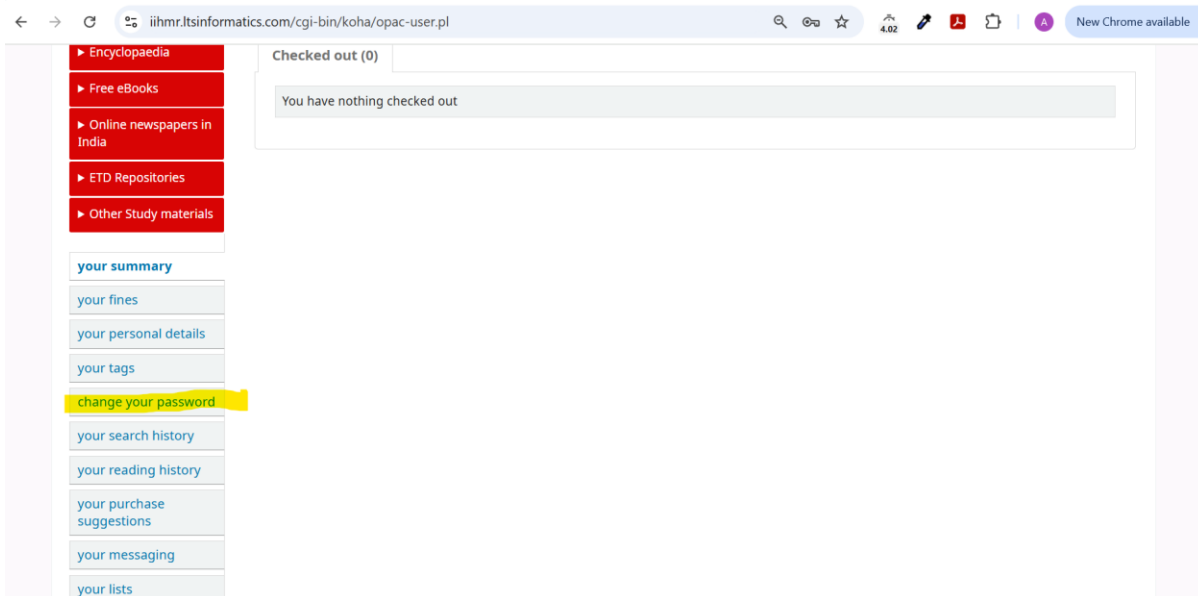 iihmr.ltsinformatics.com/cgi-bin/koha/opac-user.pl
4.02
A
New Chrome available
▸ Encyclopaedia
▸ Free eBooks
▸ Online newspapers in
India
▸ ETD Repositories
▸ Other Study materials
Checked out (0)
You have nothing checked out
your summary
your fines
your personal details
your tags
change your password
your search history
your reading history
your purchase
suggestions
your messaging
your lists